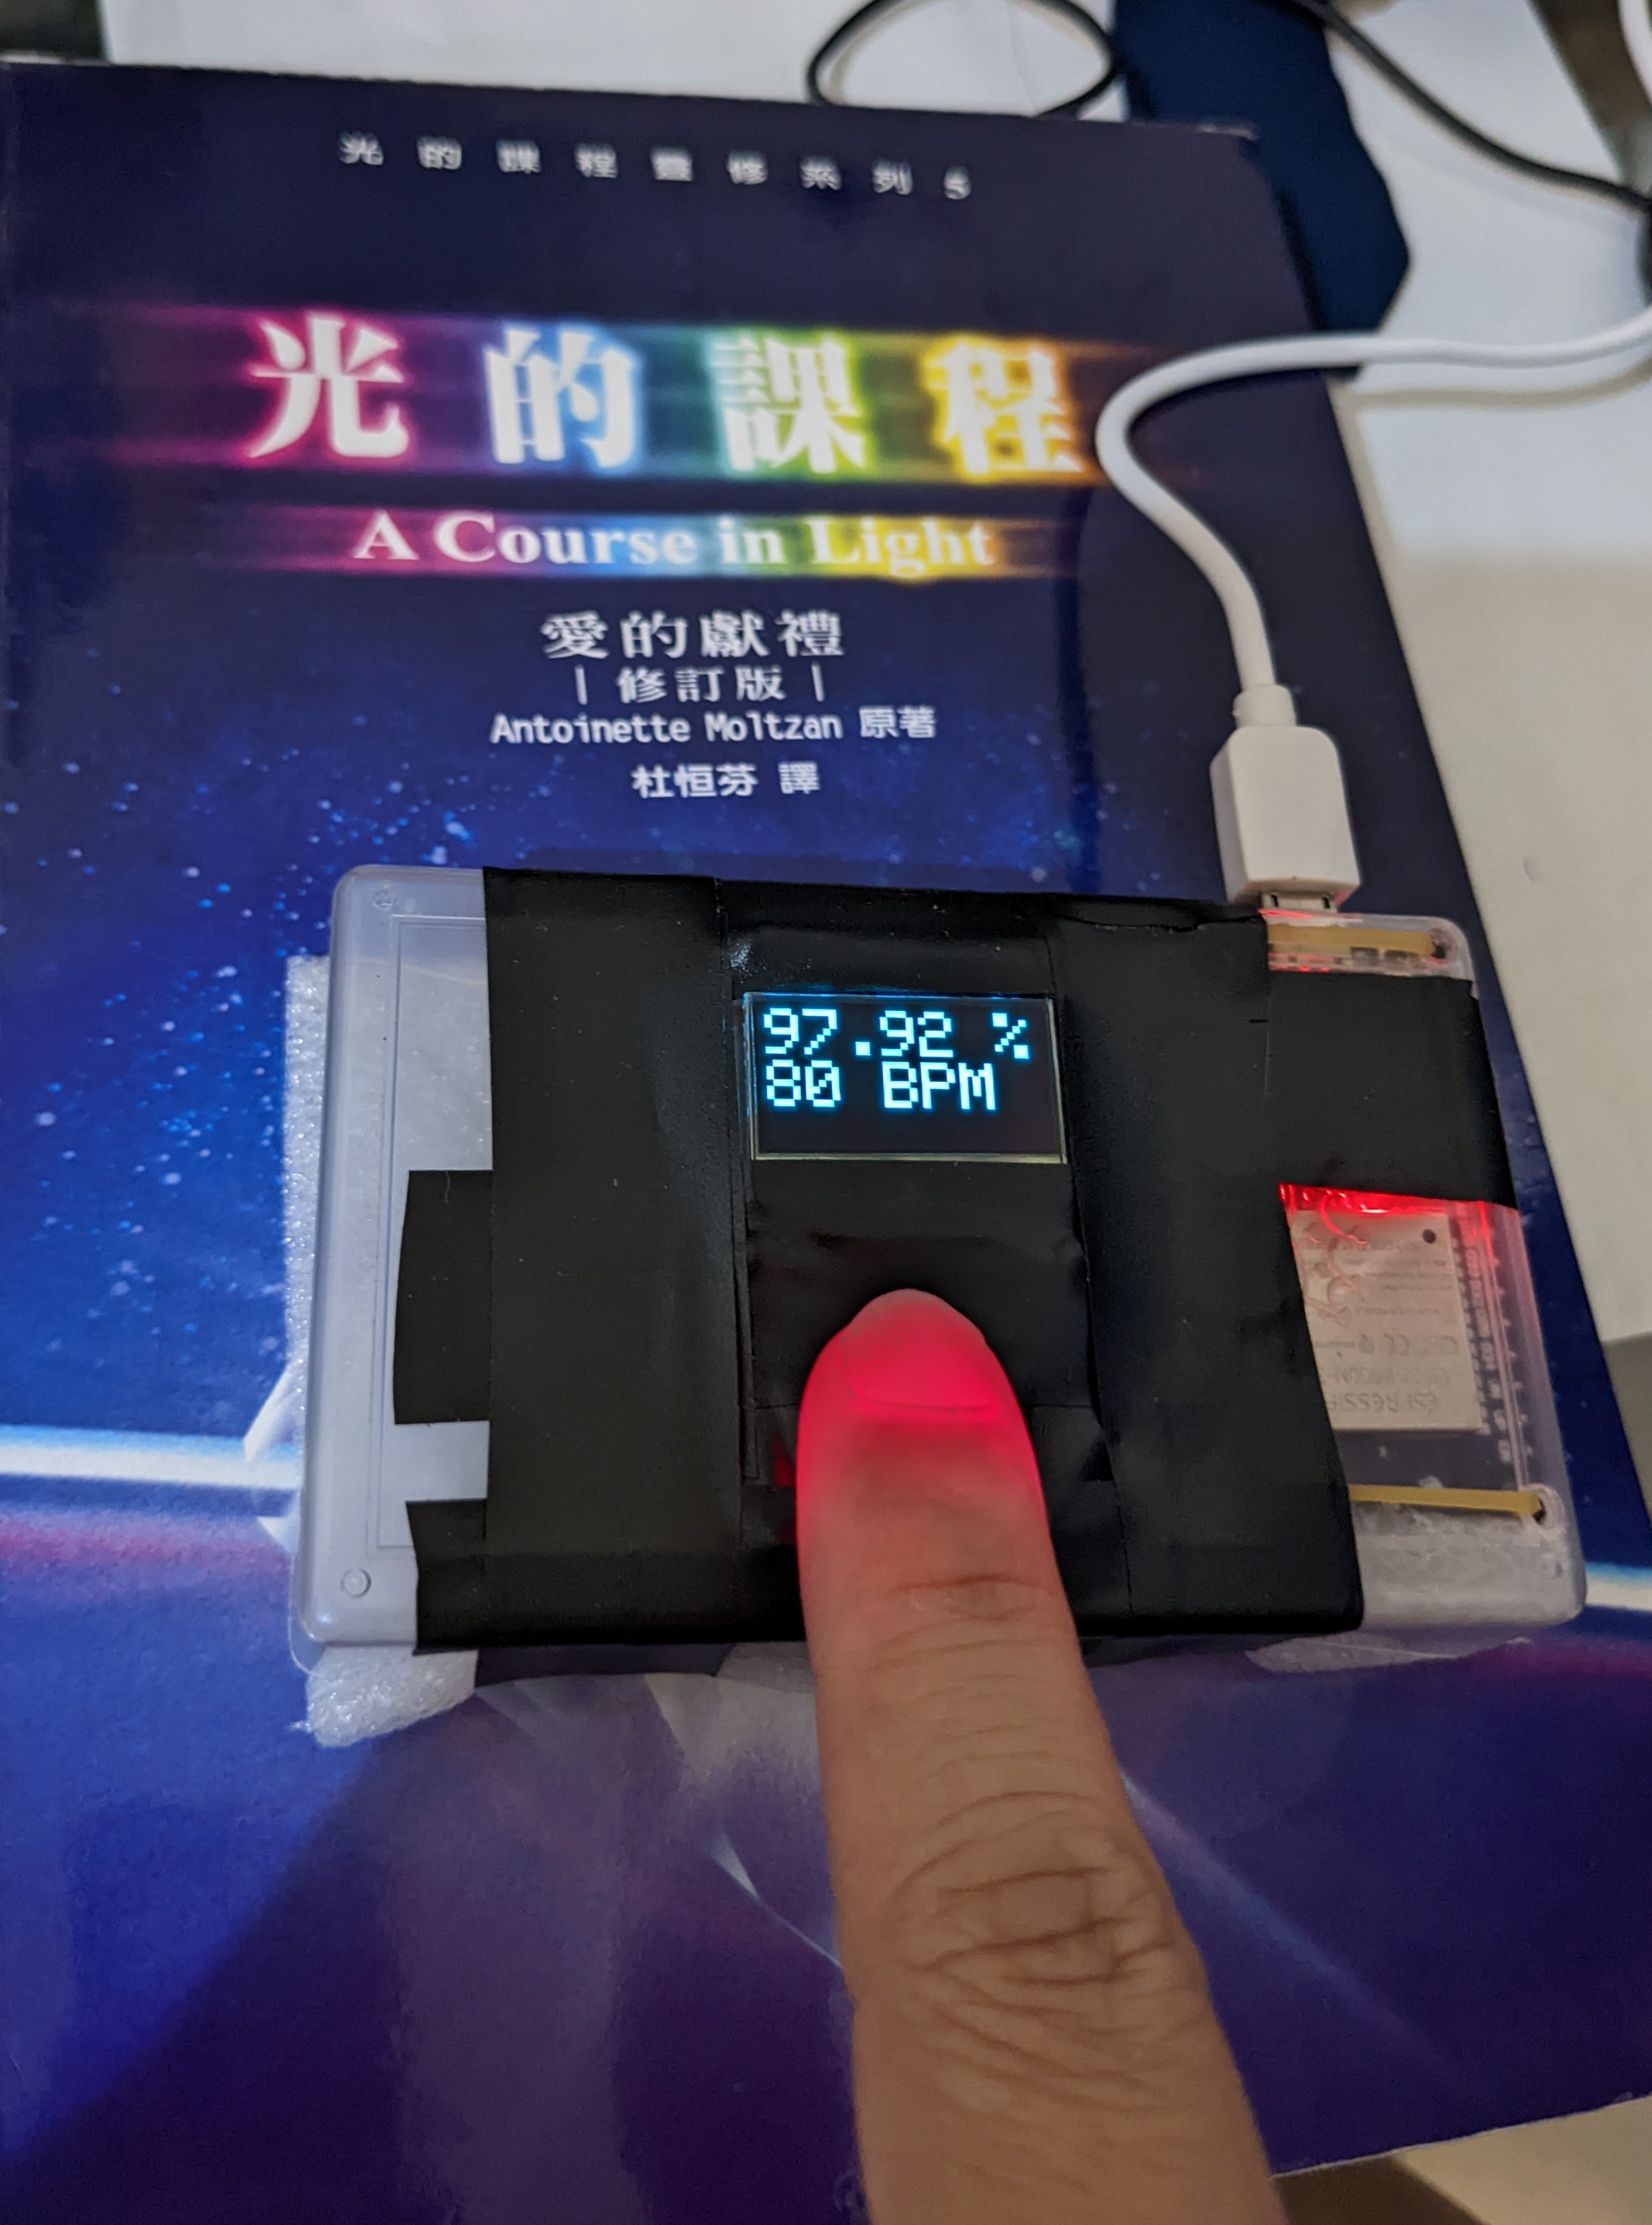 光的課程靈修系列 5
光的課程
A Course in Light
愛的獻禮
| 修訂版 |
Antoinette Moltzan 原著
杜恒芬 譯
97.92 %
80 BPM